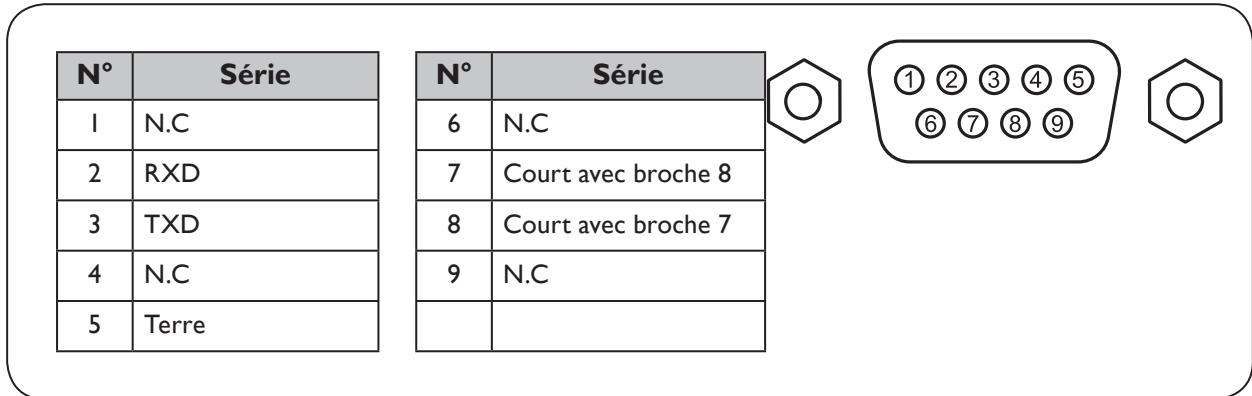 N° Série
1 N.C
2 RXD
3 TXD
4 N.C
5 Terre
N° Série
6 N.C
7 Court avec broche 8
8 Court avec broche 7
9 N.C
1 2 3 4 5
6 7 8 9